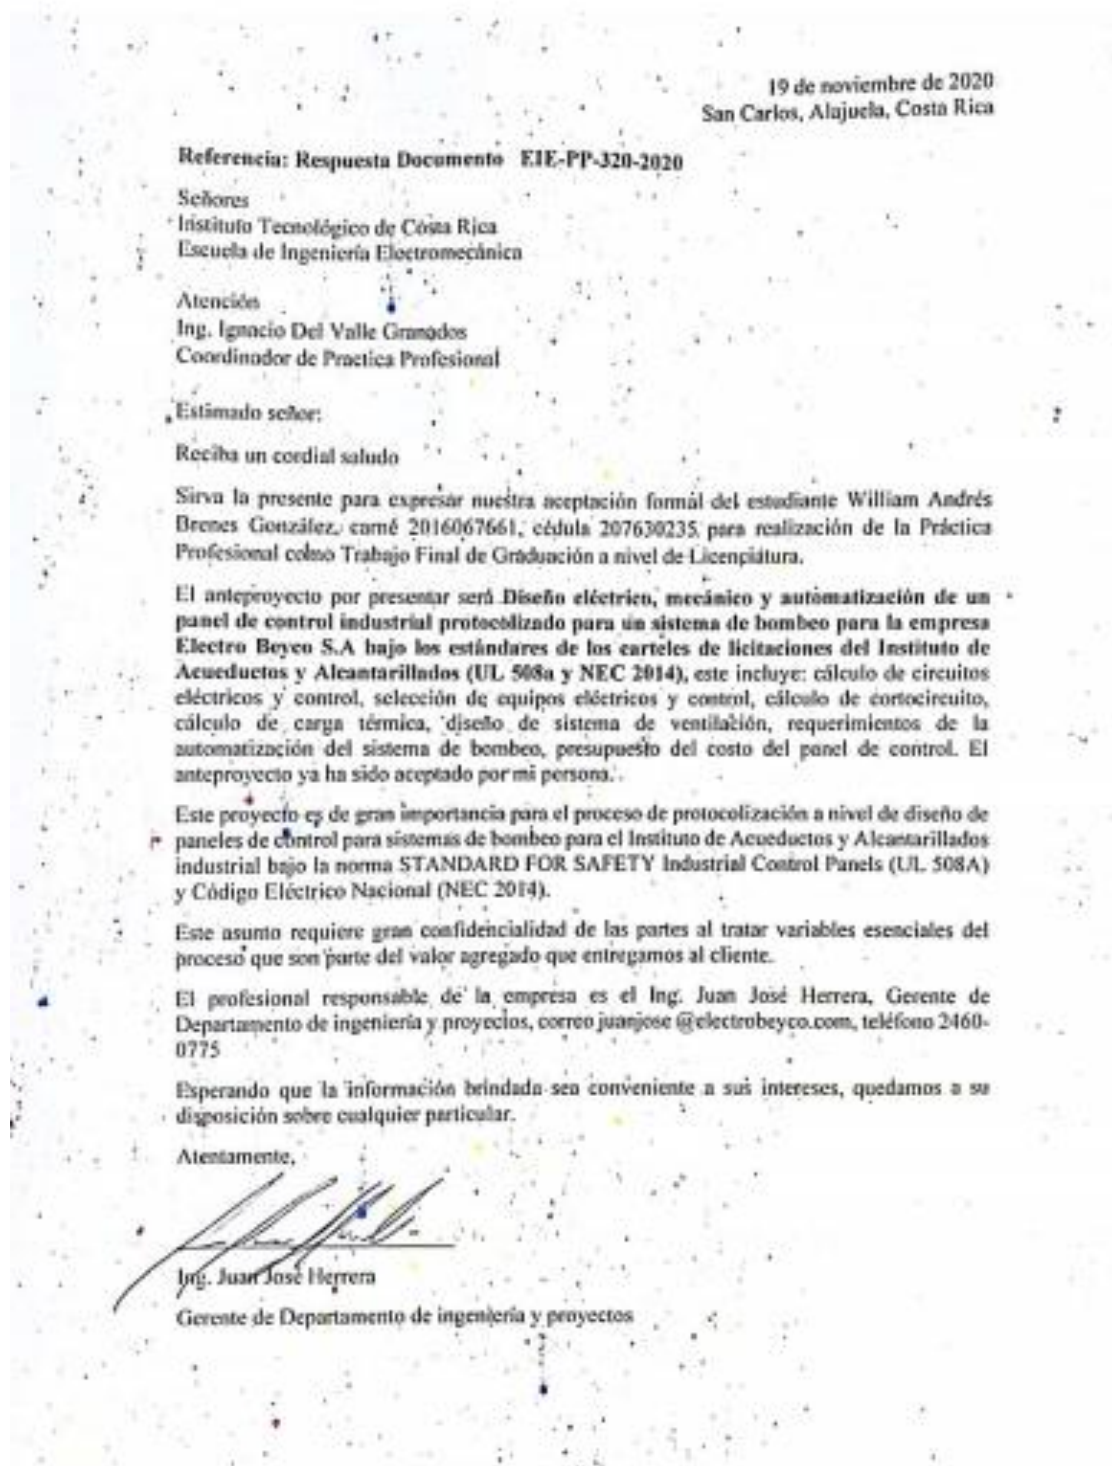 19 de noviembre de 2020
San Carlos, Alajuela, Costa Rica
Referencia: Respuesta Documento EIE-PP-320-2020
Señores
Instituto Tecnológico de Costa Rica
Escuela de Ingeniería Electromecánica
Atención
Ing. Ignacio Del Valle Granados
Coordinador de Practica Profesional
Estimado señor:
Reciba un cordial saludo
Sirva la presente para expresar nuestra aceptación formal del estudiante William Andrés
Brenes González, carné 2016067661, cédula 207630235 para realización de la Práctica
Profesional como Trabajo Final de Graduación a nivel de Licenciatura.
El anteproyecto por presentar será Diseño eléctrico, mecánico y automatización de un
panel de control industrial protocolizado para un sistema de bombeo para la empresa
Electro Beyco S.A bajo los estándares de los carteles de licitaciones del Instituto de
Acueductos y Alcantarillados (UL 508a y NEC 2014), este incluye: cálculo de circuitos
eléctricos y control, selección de equipos eléctricos y control, cálculo de cortocircuito,
cálculo de carga térmica, diseño de sistema de ventilación, requerimientos de la
automatización del sistema de bombeo, presupuesto del costo del panel de control. El
anteproyecto ya ha sido aceptado por mi persona.
Este proyecto es de gran importancia para el proceso de protocolización a nivel de diseño de
paneles de control para sistemas de bombeo para el Instituto de Acueductos y Alcantarillados
industrial bajo la norma STANDARD FOR SAFETY Industrial Control Panels (UL 508A)
y Código Eléctrico Nacional (NEC 2014).
Este asunto requiere gran confidencialidad de las partes al tratar variables esenciales del
proceso que son parte del valor agregado que entregamos al cliente.
El profesional responsable de la empresa es el Ing. Juan José Herrera, Gerente de
Departamento de ingeniería y proyectos, correo juanjose @electrobeyco.com, teléfono 2460-
0775
Esperando que la información brindada sea conveniente a sus intereses, quedamos a su
disposición sobre cualquier particular.
Atentamente,
Ing. Juan José Herrera
Gerente de Departamento de ingeniería y proyectos